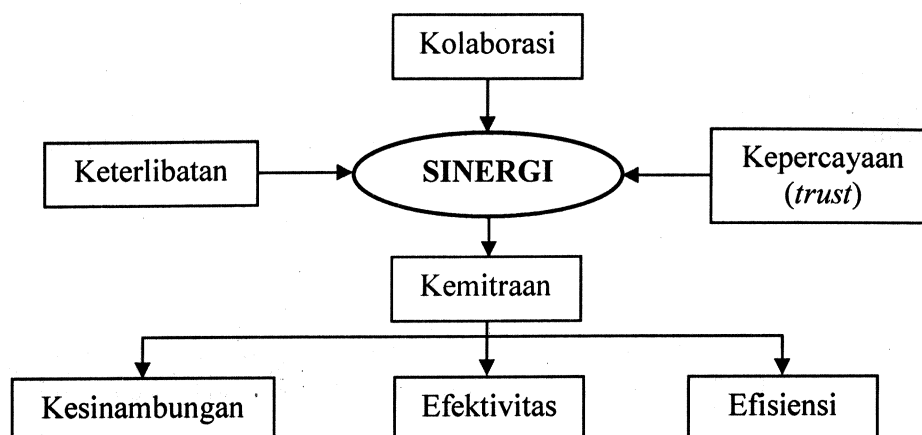 Kolaborasi
Keterlibatan
SINERGI
Kepercayaan
(trust)
Kemitraan
Kesinambungan
Efektivitas
Efisiensi